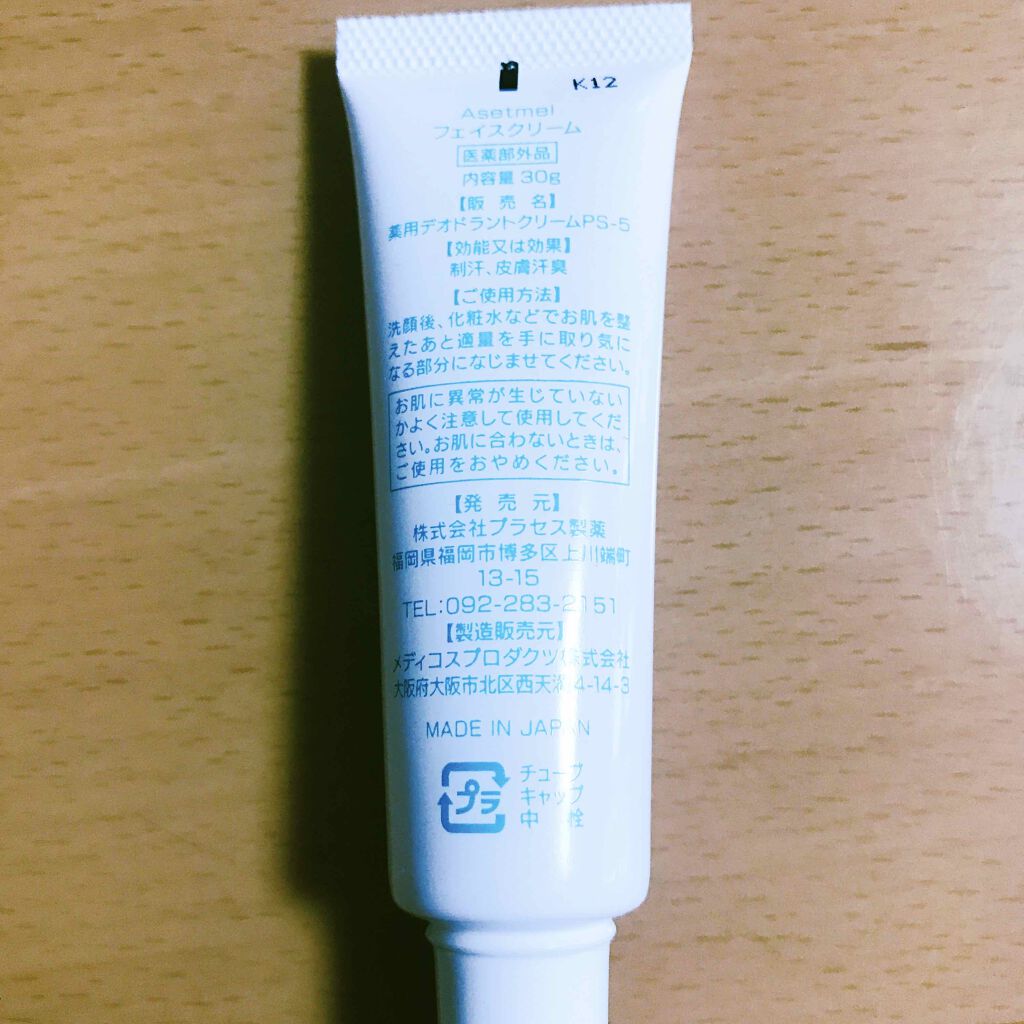 K12
Asetmel
フェイスクリーム
医薬部外品
内容量 30g
【販売名】
薬用デオドラントクリームPS-5
【効能又は効果】
制汗、皮膚汗臭
【ご使用方法】
洗顔後、化粧水などでお肌を整
えたあと適量を手に取り気に
なる部分になじませてください。
お肌に異常が生じていない
かよく注意して使用してくだ
さい。お肌に合わないときは、
ご使用をおやめください。
【発売元】
株式会社プラセス製薬
福岡県福岡市博多区上川端町
13-15
TEL:092-283-2151
【製造販売元】
メディコスプロダクツ株式会社
大阪府大阪市北区西天満4-14-3
MADE IN JAPAN
プラ
チューブ
キャップ
中 栓